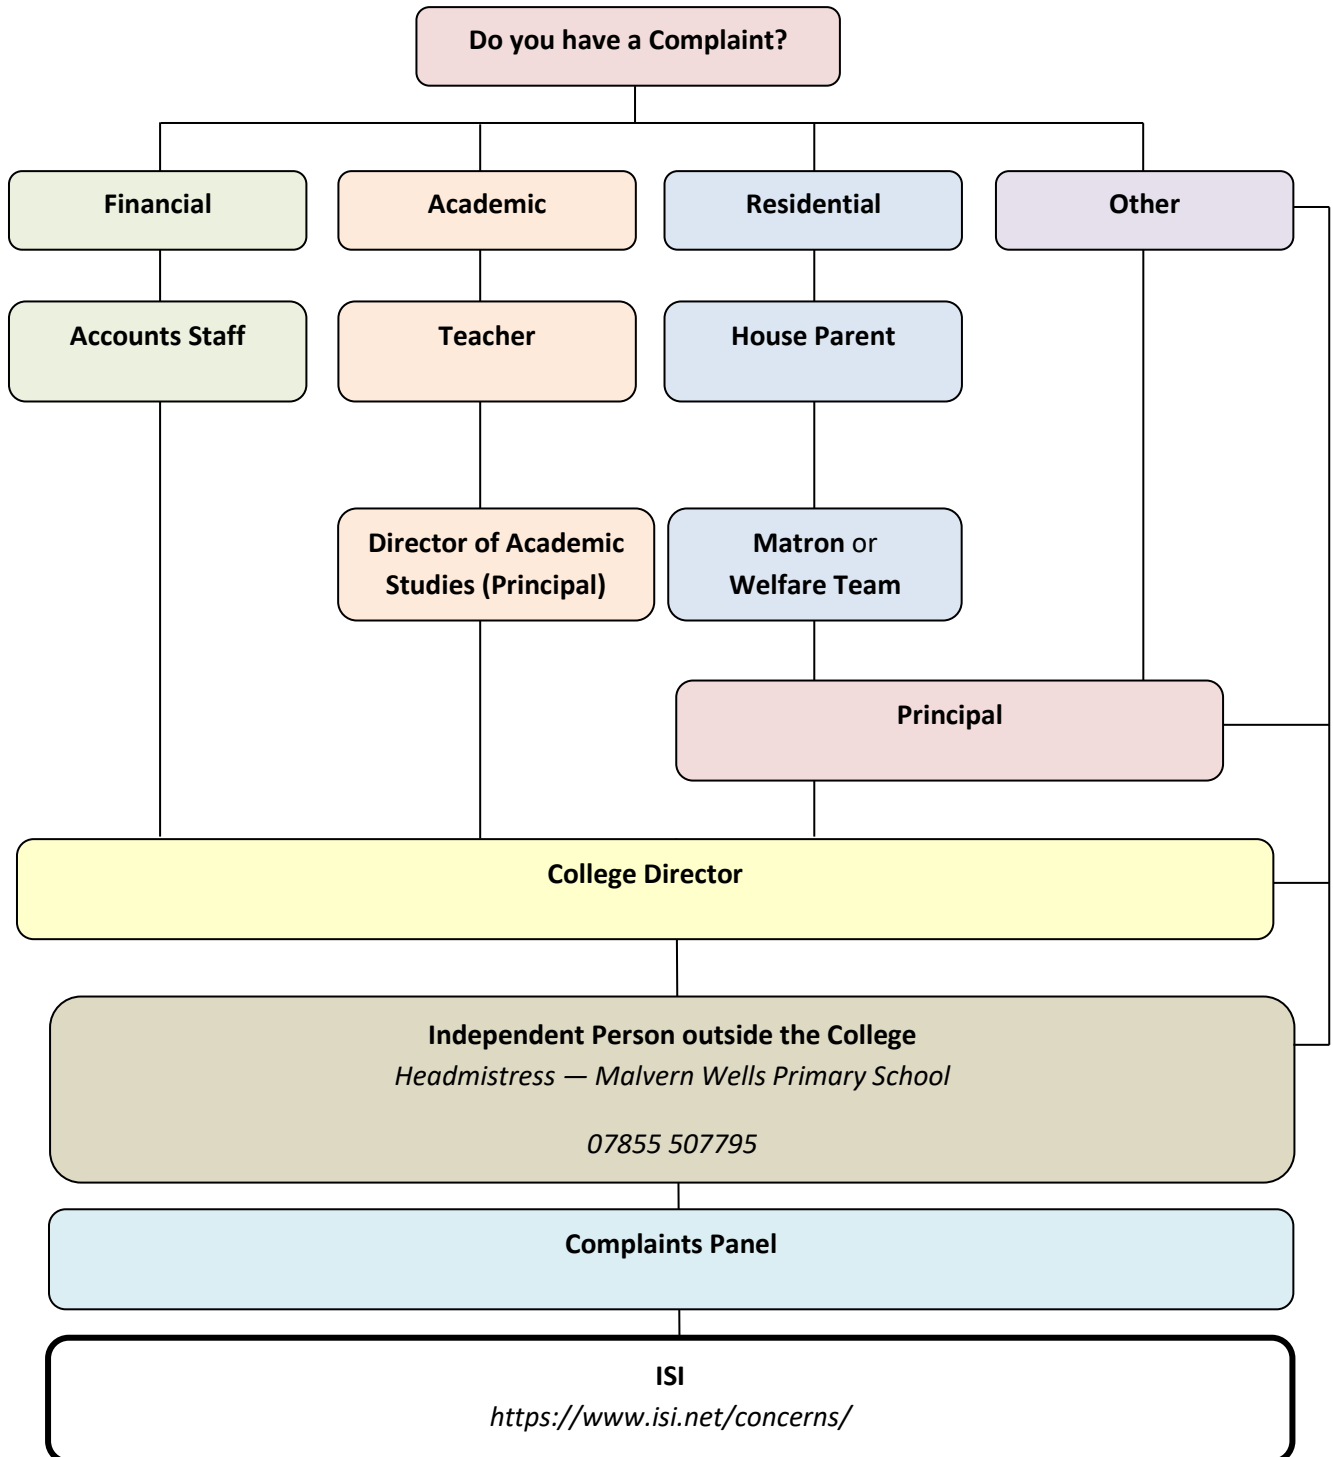 Do you have a Complaint?
Financial
Academic
Residential
Other
Accounts Staff
Teacher
House Parent
Director of Academic
Studies (Principal)
Matron or
Welfare Team
Principal
College Director
Independent Person outside the College
Headmistress — Malvern Wells Primary School
07855 507795
Complaints Panel
ISI
https://www.isi.net/concerns/